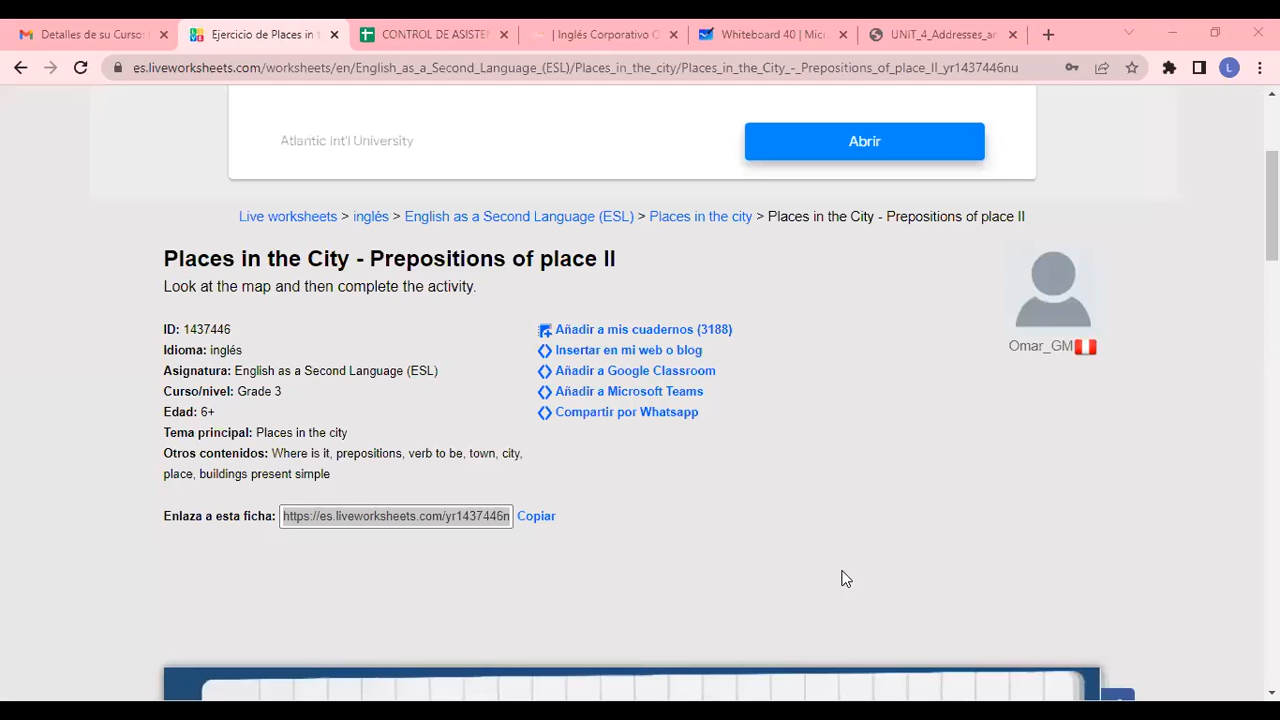 Detalles de su Curso:
Ejercicio de Places in t
CONTROL DE ASISTEN
| Inglés Corporativo O
Whiteboard 40 | Micr
UNIT_4_Addresses_ar
es.liveworksheets.com/worksheets/en/English_as_a_Second_Language_(ESL)/Places_in_the_city/Places_in_the_City_-_Prepositions_of_place_II_yr1437446nu
L
Atlantic Int'l University
Abrir
Live worksheets > inglés > English as a Second Language (ESL) > Places in the city > Places in the City - Prepositions of place II
Places in the City - Prepositions of place II
Look at the map and then complete the activity.
ID: 1437446
Idioma: inglés
Asignatura: English as a Second Language (ESL)
Curso/nivel: Grade 3
Edad: 6+
Tema principal: Places in the city
Otros contenidos: Where is it, prepositions, verb to be, town, city,
place, buildings present simple
Añadir a mis cuadernos (3188)
Insertar en mi web o blog
Añadir a Google Classroom
Añadir a Microsoft Teams
Compartir por Whatsapp
Omar_GM
Enlaza a esta ficha: https://es.liveworksheets.com/yr1437446n Copiar